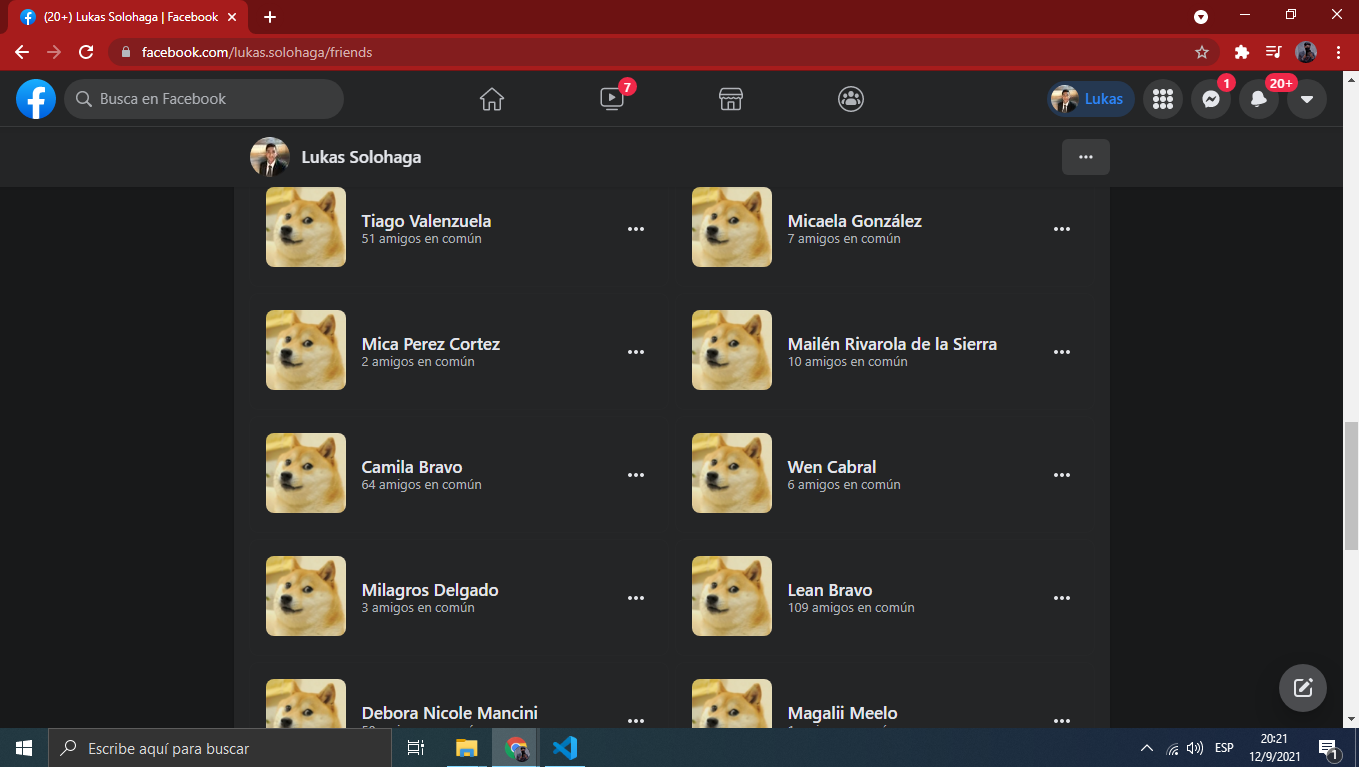 (20+) Lukas Solohaga | Facebook
facebook.com/lukas.solohaga/friends
Busca en Facebook
7
Lukas
1
20+
Lukas Solohaga
Tiago Valenzuela
51 amigos en común
Micaela González
7 amigos en común
Mica Perez Cortez
2 amigos en común
Mailén Rivarola de la Sierra
10 amigos en común
Camila Bravo
64 amigos en común
Wen Cabral
6 amigos en común
Milagros Delgado
3 amigos en común
Lean Bravo
109 amigos en común
Debora Nicole Mancini
Magalii Meelo
Escribe aquí para buscar
ESP
20:21
12/9/2021
1